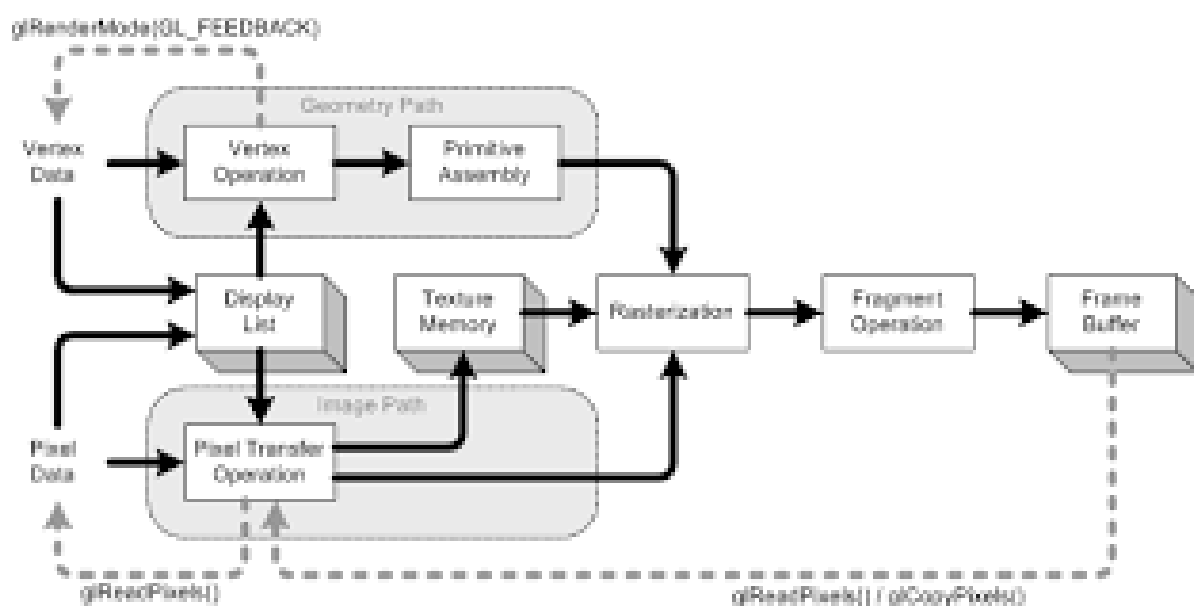 glRenderMode(GL_FEEDBACK)
Geometry Path
Vertex
Data
Vertex
Operation
Primitive
Assembly
Display
List
Texture
Memory
Rasterization
Fragment
Operation
Frame
Buffer
Image Path
Pixel
Data
Pixel Transfer
Operation
glReadPixels()
glReadPixels() / glCopyPixels()